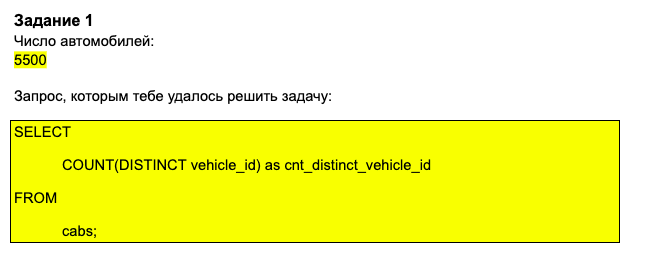 Задание 1
Число автомобилей:
5500
Запрос, которым тебе удалось решить задачу:
SELECT
COUNT(DISTINCT vehicle_id) as cnt_distinct_vehicle_id
FROM
cabs;